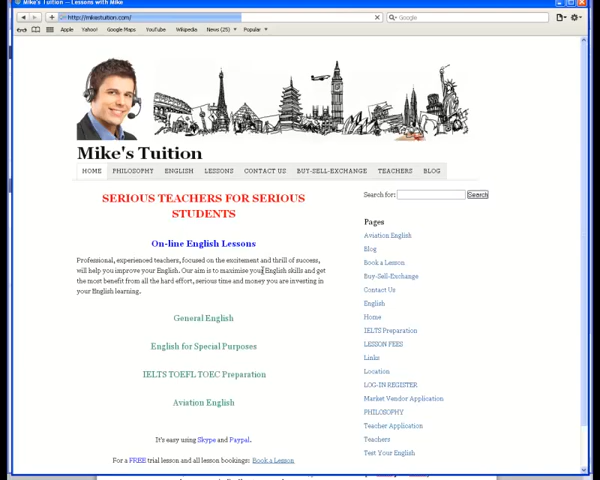 Mike's Tuition — Lessons with Mike
http://mikestuition.com/
Google
Apple Yahoo! Google Maps YouTube Wikipedia News (25) Popular
Mike's Tuition
HOME PHILOSOPHY ENGLISH LESSONS CONTACT US BUY-SELL-EXCHANGE TEACHERS BLOG
SERIOUS TEACHERS FOR SERIOUS
STUDENTS
On-line English Lessons
Professional, experienced teachers, focused on the excitement and thrill of success,
will help you improve your English. Our aim is to maximise your English skills and get
the most benefit from all the hard effort, serious time and money you are investing in
your English learning.
General English
English for Special Purposes
IELTS TOEFL TOEC Preparation
Aviation English
It's easy using Skype and Paypal.
For a FREE trial lesson and all lesson bookings: Book a Lesson
Search for: Search
Pages
Aviation English
Blog
Book a Lesson
Buy-Sell-Exchange
Contact Us
English
Home
IELTS Preparation
LESSON FEES
Links
Location
LOG-IN REGISTER
Market Vendor Application
PHILOSOPHY
Teacher Application
Teachers
Test Your English